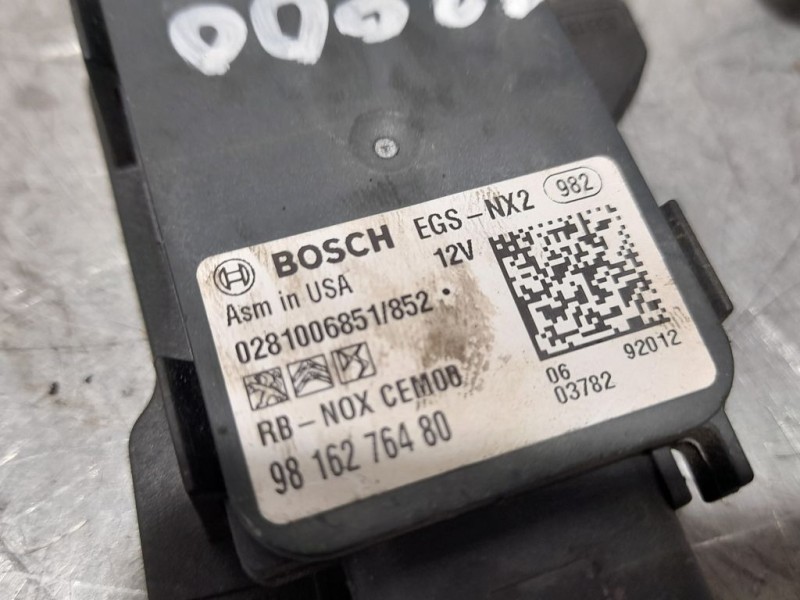 BOSCH EGS-NX2 982
Asm in USA 12V
0281006851/852
RB-NOX CEM08
98 162 764 80
06 92012
03782